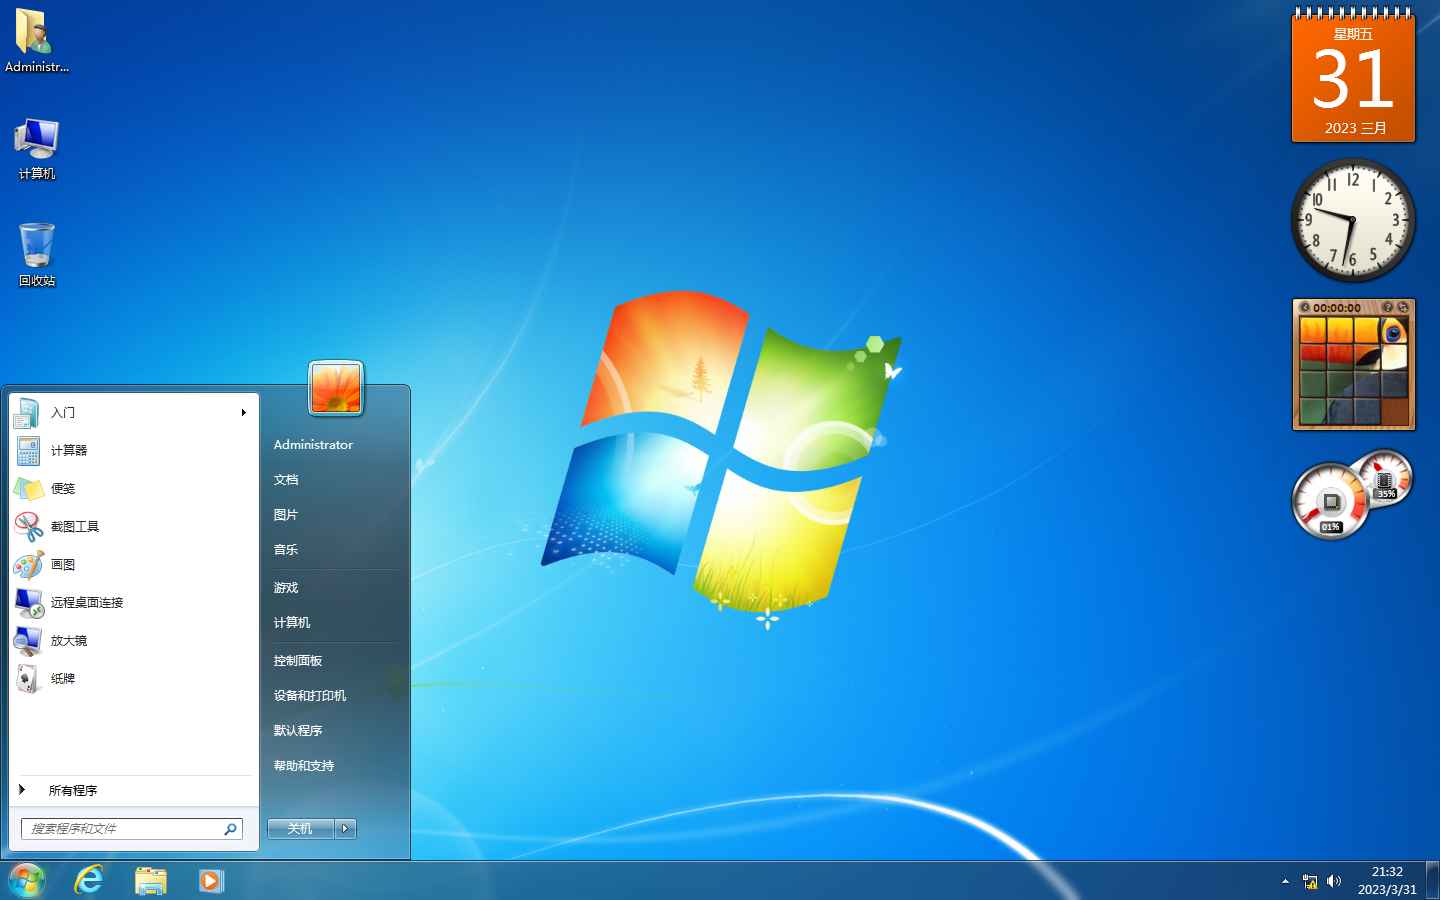 Administr...
计算机
回收站
星期五
31
2023 三月
12
1
2
3
4
5
6
7
8
9
10
11
00:00:00
?
35%
01%
入门
计算器
便笺
截图工具
画图
远程桌面连接
放大镜
纸牌
所有程序
搜索程序和文件
Administrator
文档
图片
音乐
游戏
计算机
控制面板
设备和打印机
默认程序
帮助和支持
关机
21:32
2023/3/31